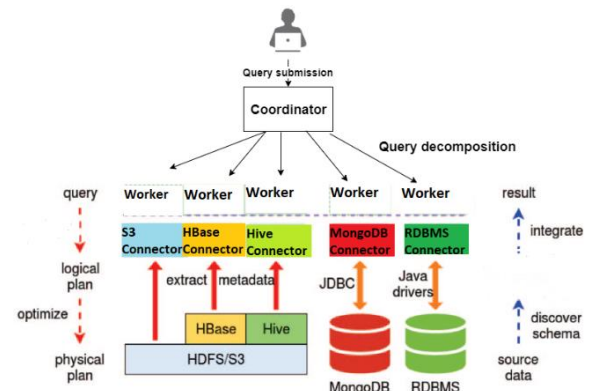 Query submission
Coordinator
Query decomposition
query
Worker
Worker
Worker
Worker
Worker
result
S3
Connector
HBase
Connector
Hive
Connector
MongoDB
Connector
RDBMS
Connector
integrate
logical
plan
extract metadata
JDBC
Java
drivers
optimize
HBase
Hive
discover
schema
HDFS/S3
physical
plan
MongoDB
RDBMS
source
data